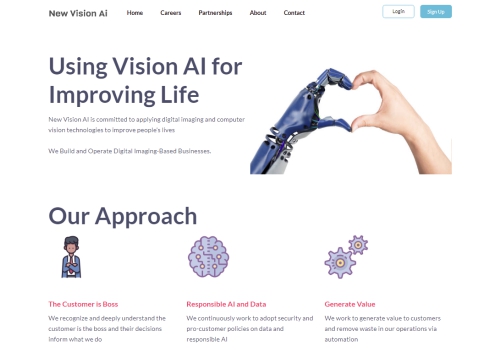 New Vision Ai
Home Careers Partnerships About Contact
Login Sign Up
Using Vision AI for
Improving Life
New Vision AI is committed to applying digital imaging and computer
vision technologies to improve people's lives
We Build and Operate Digital Imaging-Based Businesses.
Our Approach
The Customer is Boss
We recognize and deeply understand the
customer is the boss and their decisions
inform what we do
Responsible AI and Data
We continuously work to adopt security and
pro-customer policies on data and
responsible AI
Generate Value
We work to generate value to customers
and remove waste in our operations via
automation